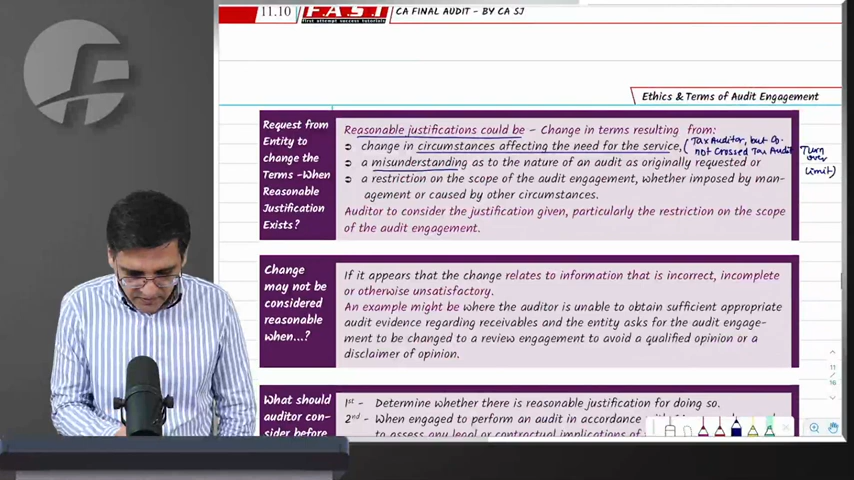 11.10 F.A.S.T CA FINAL AUDIT - BY CA SJ
first attempt success tutorials
Ethics & Terms of Audit Engagement
Request from
Entity to
change the
Terms -When
Reasonable
Justification
Exists?
Reasonable justifications could be – Change in terms resulting from:
➲ change in circumstances affecting the need for the service, (Tax Auditor, but Co.
not Crossed Tax Audit Turn
over
limit)
➲ a misunderstanding as to the nature of an audit as originally requested or
➲ a restriction on the scope of the audit engagement, whether imposed by man-
agement or caused by other circumstances.
Auditor to consider the justification given, particularly the restriction on the scope
of the audit engagement.
Change
may not be
considered
reasonable
when...?
If it appears that the change relates to information that is incorrect, incomplete
or otherwise unsatisfactory.
An example might be where the auditor is unable to obtain sufficient appropriate
audit evidence regarding receivables and the entity asks for the audit engage-
ment to be changed to a review engagement to avoid a qualified opinion or a
disclaimer of opinion.
What should
auditor con-
sider before
1st - Determine whether there is reasonable justification for doing so.
2nd - When engaged to perform an audit in accordance
to assess any legal or contractual implications of
11
16